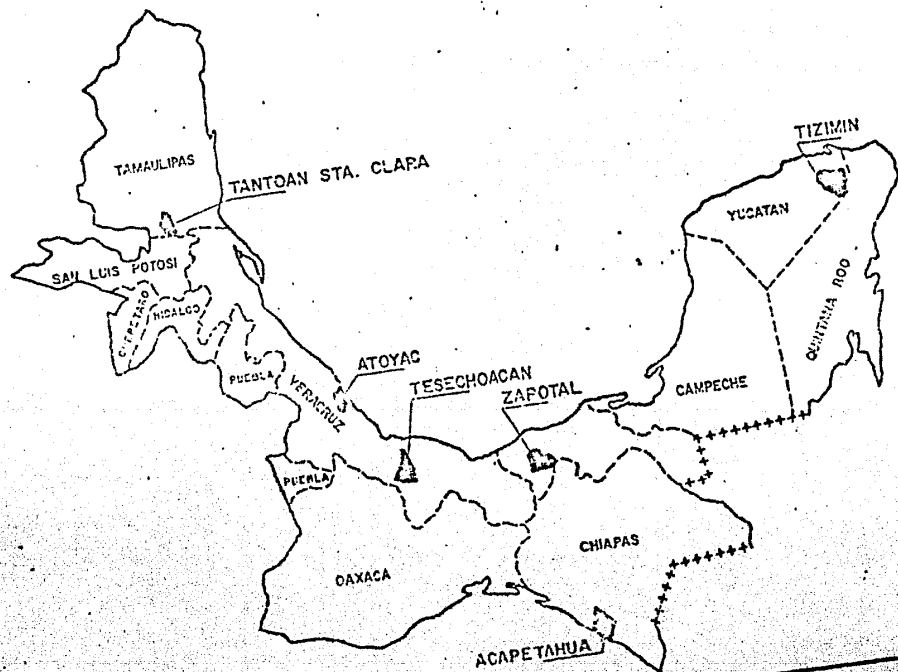 TIZIMIN
TAMAULIPAS
TANTOAN STA. CLARA
YUCATAN
SAN LUIS POTOSI
QUERETARO
HIDALGO
QUINTANA ROO
PUEBLA
VERACRUZ
ATOYAC
TESECHOACAN
ZAPOTAL
CAMPECHE
PUEBLA
CHIAPAS
OAXACA
ACAPETAHUA